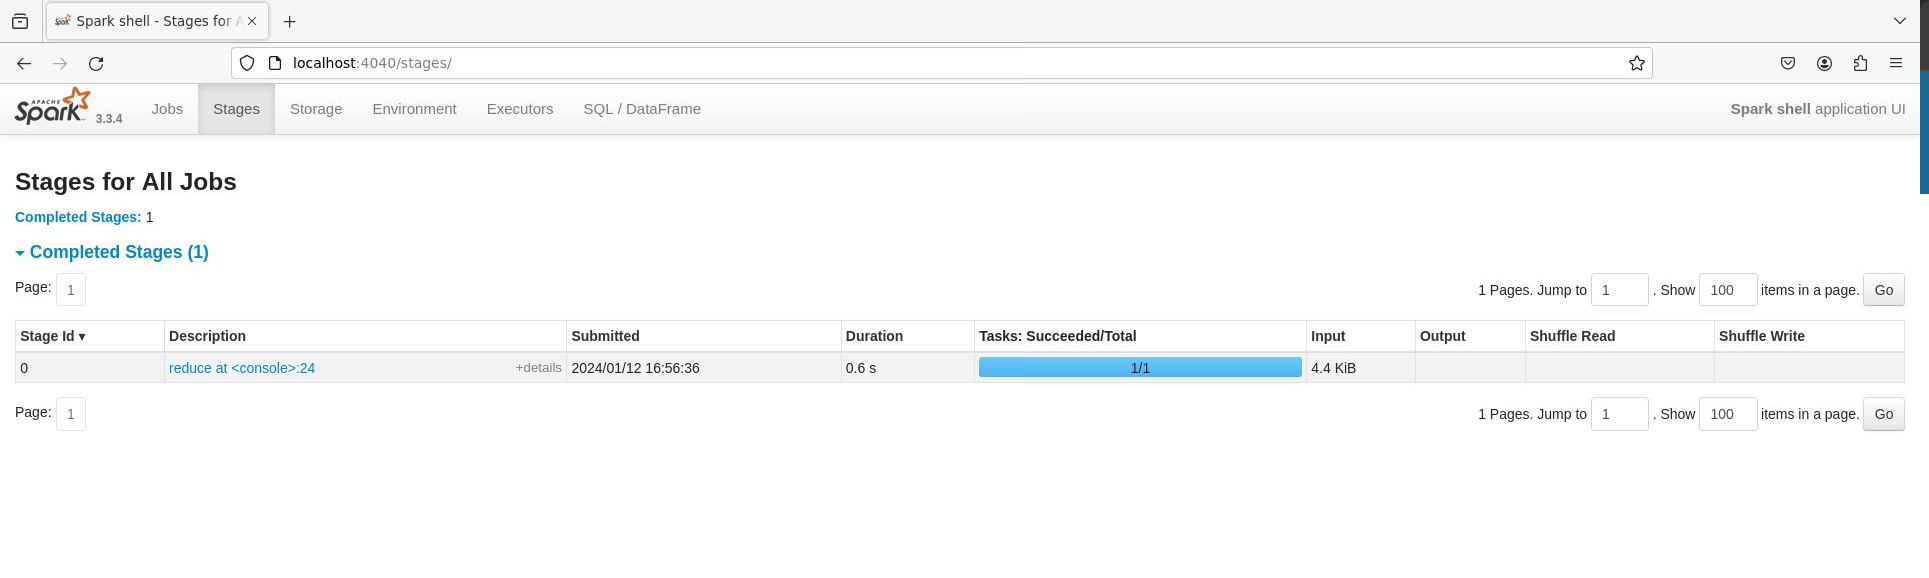 Spark shell - Stages for A
localhost:4040/stages/
APACHE Spark 3.3.4 Jobs Stages Storage Environment Executors SQL / DataFrame Spark shell application UI
Stages for All Jobs
Completed Stages: 1
Completed Stages (1)
Page: 1 1 Pages. Jump to 1 . Show 100 items in a page. Go
Stage Id ▾ Description Submitted Duration Tasks: Succeeded/Total Input Output Shuffle Read Shuffle Write
0 reduce at <console>:24 +details 2024/01/12 16:56:36 0.6 s 1/1 4.4 KiB
Page: 1 1 Pages. Jump to 1 . Show 100 items in a page. Go